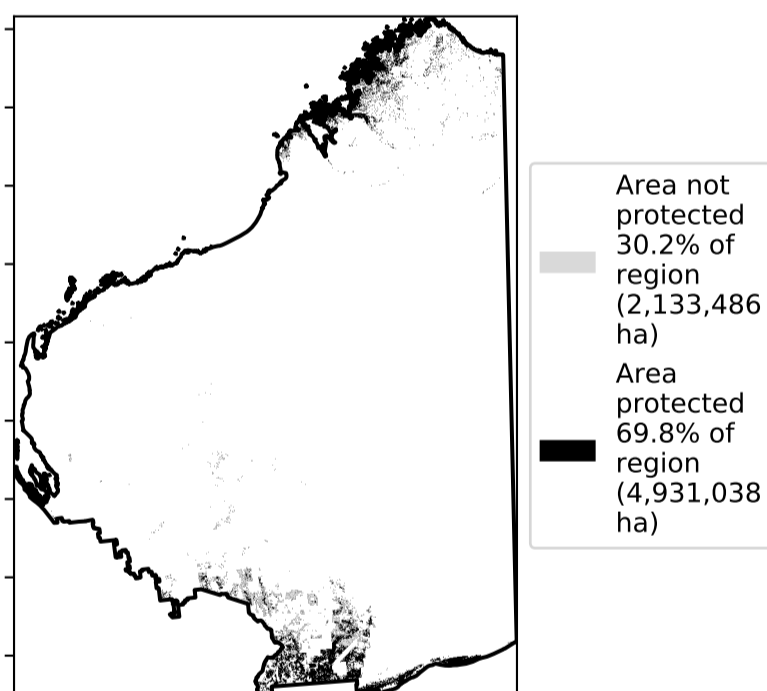 Area not
protected
30.2% of
region
(2,133,486
ha)
Area
protected
69.8% of
region
(4,931,038
ha)